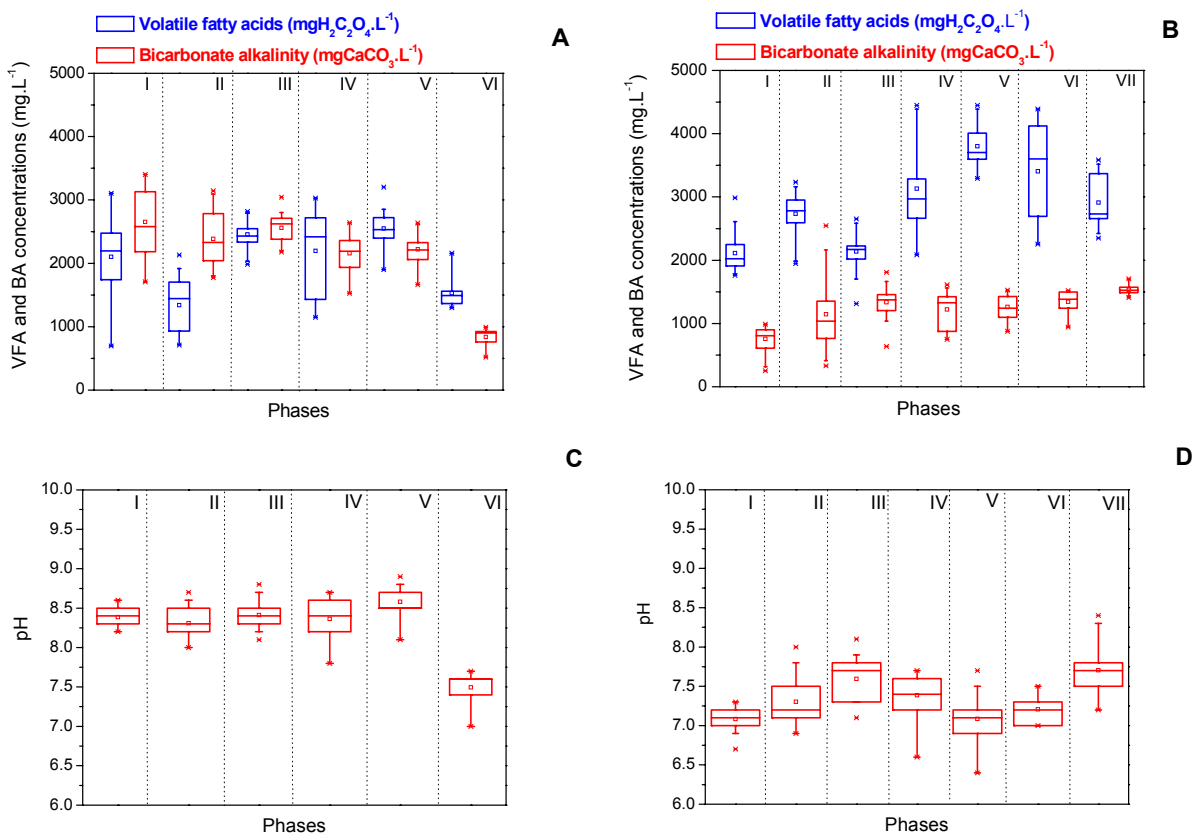 Volatile fatty acids (mgH₂C₂O₄.L⁻¹)
Bicarbonate alkalinity (mgCaCO₃.L⁻¹)
A
VFA and BA concentrations (mg.L⁻¹)
5000
4000
3000
2000
1000
0
I II III IV V VI
Phases
Volatile fatty acids (mgH₂C₂O₄.L⁻¹)
Bicarbonate alkalinity (mgCaCO₃.L⁻¹)
B
VFA and BA concentrations (mg.L⁻¹)
5000
4000
3000
2000
1000
0
I II III IV V VI VII
Phases
C
pH
10.0
9.5
9.0
8.5
8.0
7.5
7.0
6.5
6.0
I II III IV V VI
Phases
D
pH
10.0
9.5
9.0
8.5
8.0
7.5
7.0
6.5
6.0
I II III IV V VI VII
Phases